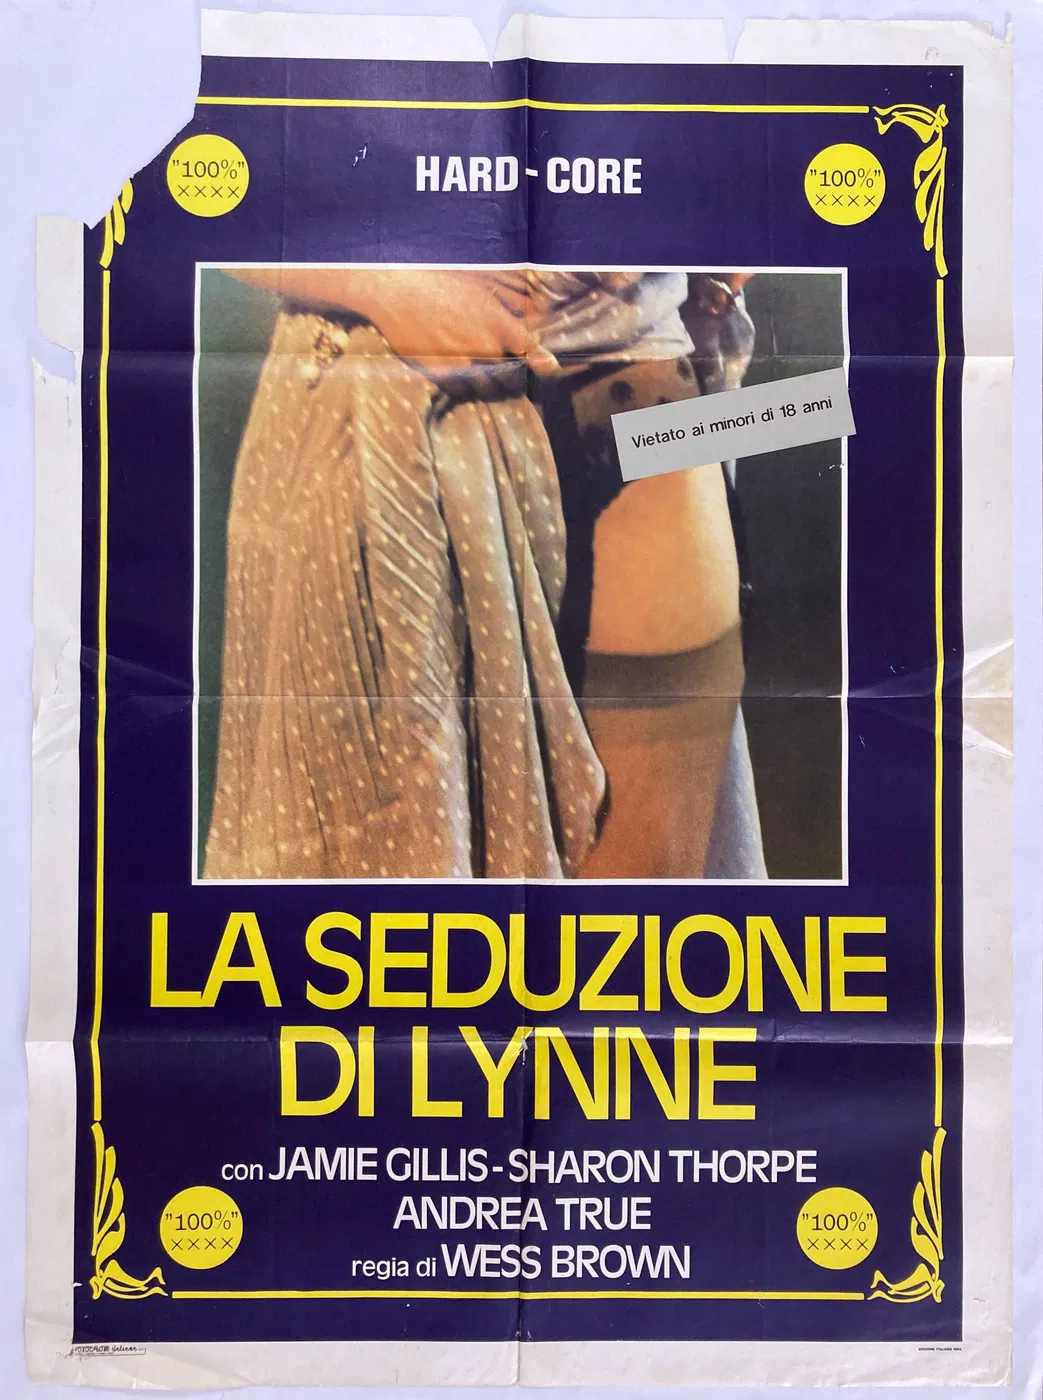 "100%"
XXXX
HARD-CORE
"100%"
XXXX
Vietato ai minori di 18 anni
LA SEDUZIONE
DI LYNNE
con JAMIE GILLIS-SHARON THORPE
ANDREA TRUE
regia di WESS BROWN
"100%"
XXXX
"100%"
XXXX